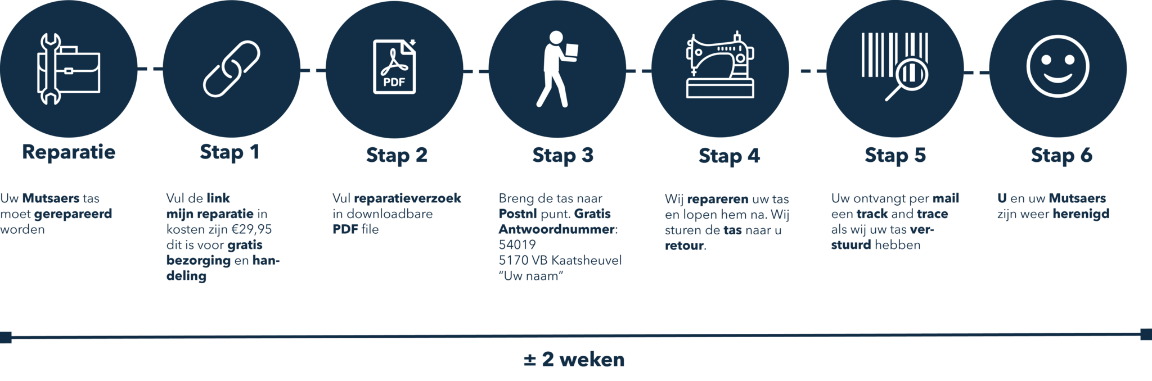 PDF
Reparatie
Uw Mutsaers tas
moet gerepareerd
worden
Stap 1
Vul de link
mijn reparatie in
kosten zijn €29,95
dit is voor gratis
bezorging en han-
deling
Stap 2
Vul reparatieverzoek
in downloadbare
PDF file
Stap 3
Breng de tas naar
Postnl punt. Gratis
Antwoordnummer:
54019
5170 VB Kaatsheuvel
“Uw naam”
Stap 4
Wij repareren uw tas
en lopen hem na. Wij
sturen de tas naar u
retour.
Stap 5
Uw ontvangt per mail
een track and trace
als wij uw tas ver-
stuurd hebben
Stap 6
U en uw Mutsaers
zijn weer herenigd
± 2 weken